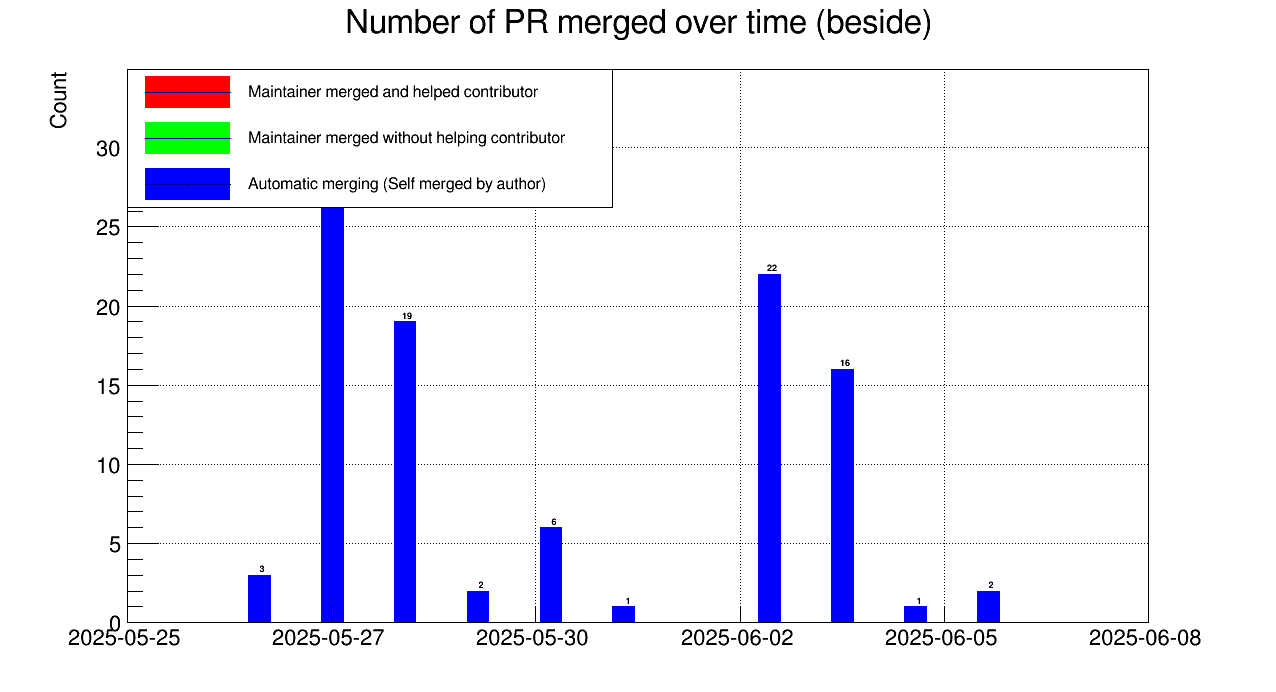 Number of PR merged over time (beside)
Count
Maintainer merged and helped contributor
Maintainer merged without helping contributor
Automatic merging (Self merged by author)
30
25
20
15
10
5
0
22
19
16
6
3
2
1
1
2
2025-05-25 2025-05-27 2025-05-30 2025-06-02 2025-06-05 2025-06-08